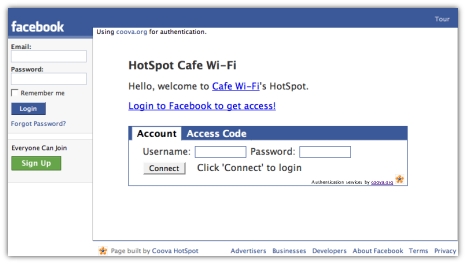 facebook
Tour
Using coova.org for authentication.
Email:
Password:
Remember me
Login
Forgot Password?
Everyone Can Join
Sign Up
HotSpot Cafe Wi-Fi
Hello, welcome to Cafe Wi-Fi's HotSpot.
Login to Facebook to get access!
Account Access Code
Username: Password:
Connect Click 'Connect' to login
Authentication services by coova.org
Page built by Coova HotSpot Advertisers Businesses Developers About Facebook Terms Privacy